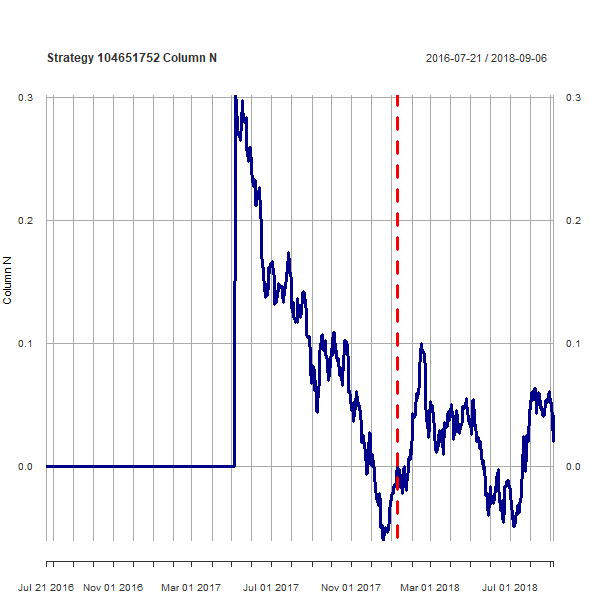 Strategy 104651752 Column N
2016-07-21 / 2018-09-06
0.3
0.3
0.2
0.2
Column N
0.1
0.1
0.0
0.0
Jul 21 2016
Nov 01 2016
Mar 01 2017
Jul 01 2017
Nov 01 2017
Mar 01 2018
Jul 01 2018